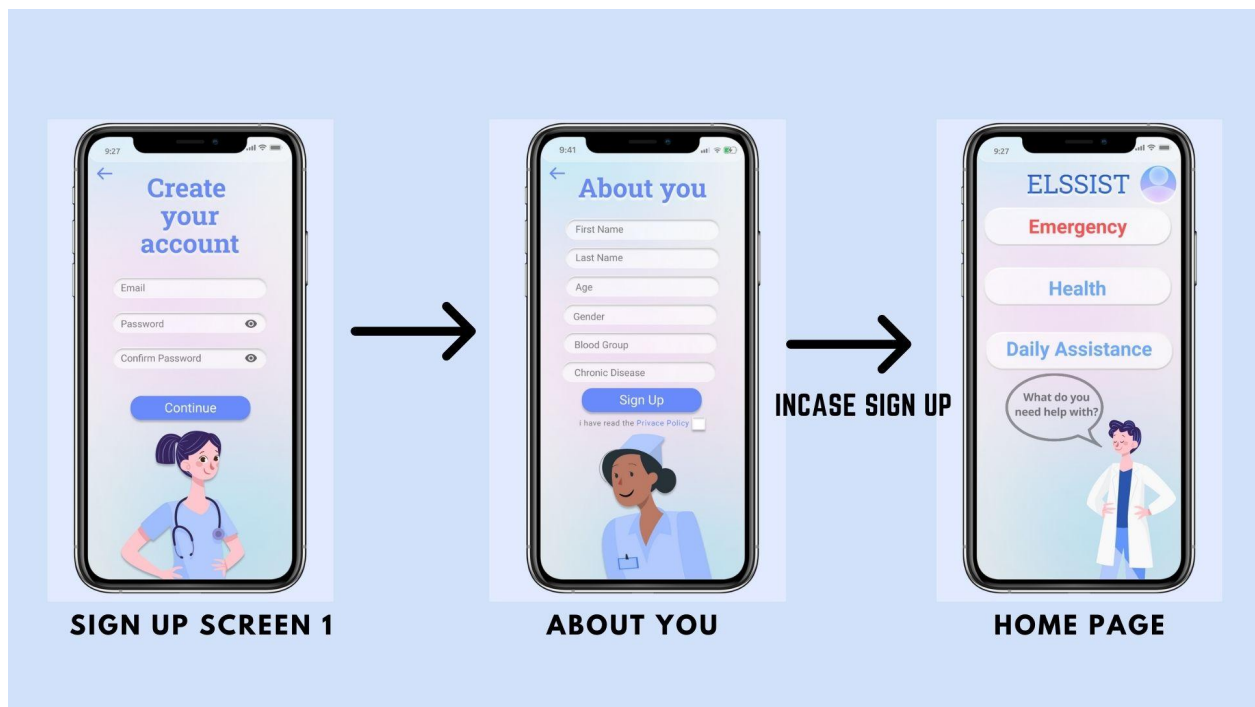 9:27
Create
your
account
Email
Password
Confirm Password
Continue
SIGN UP SCREEN 1
9:41
About you
First Name
Last Name
Age
Gender
Blood Group
Chronic Disease
Sign Up
I have read the Privace Policy
ABOUT YOU
INCASE SIGN UP
9:27
ELSSIST
Emergency
Health
Daily Assistance
What do you
need help with?
HOME PAGE